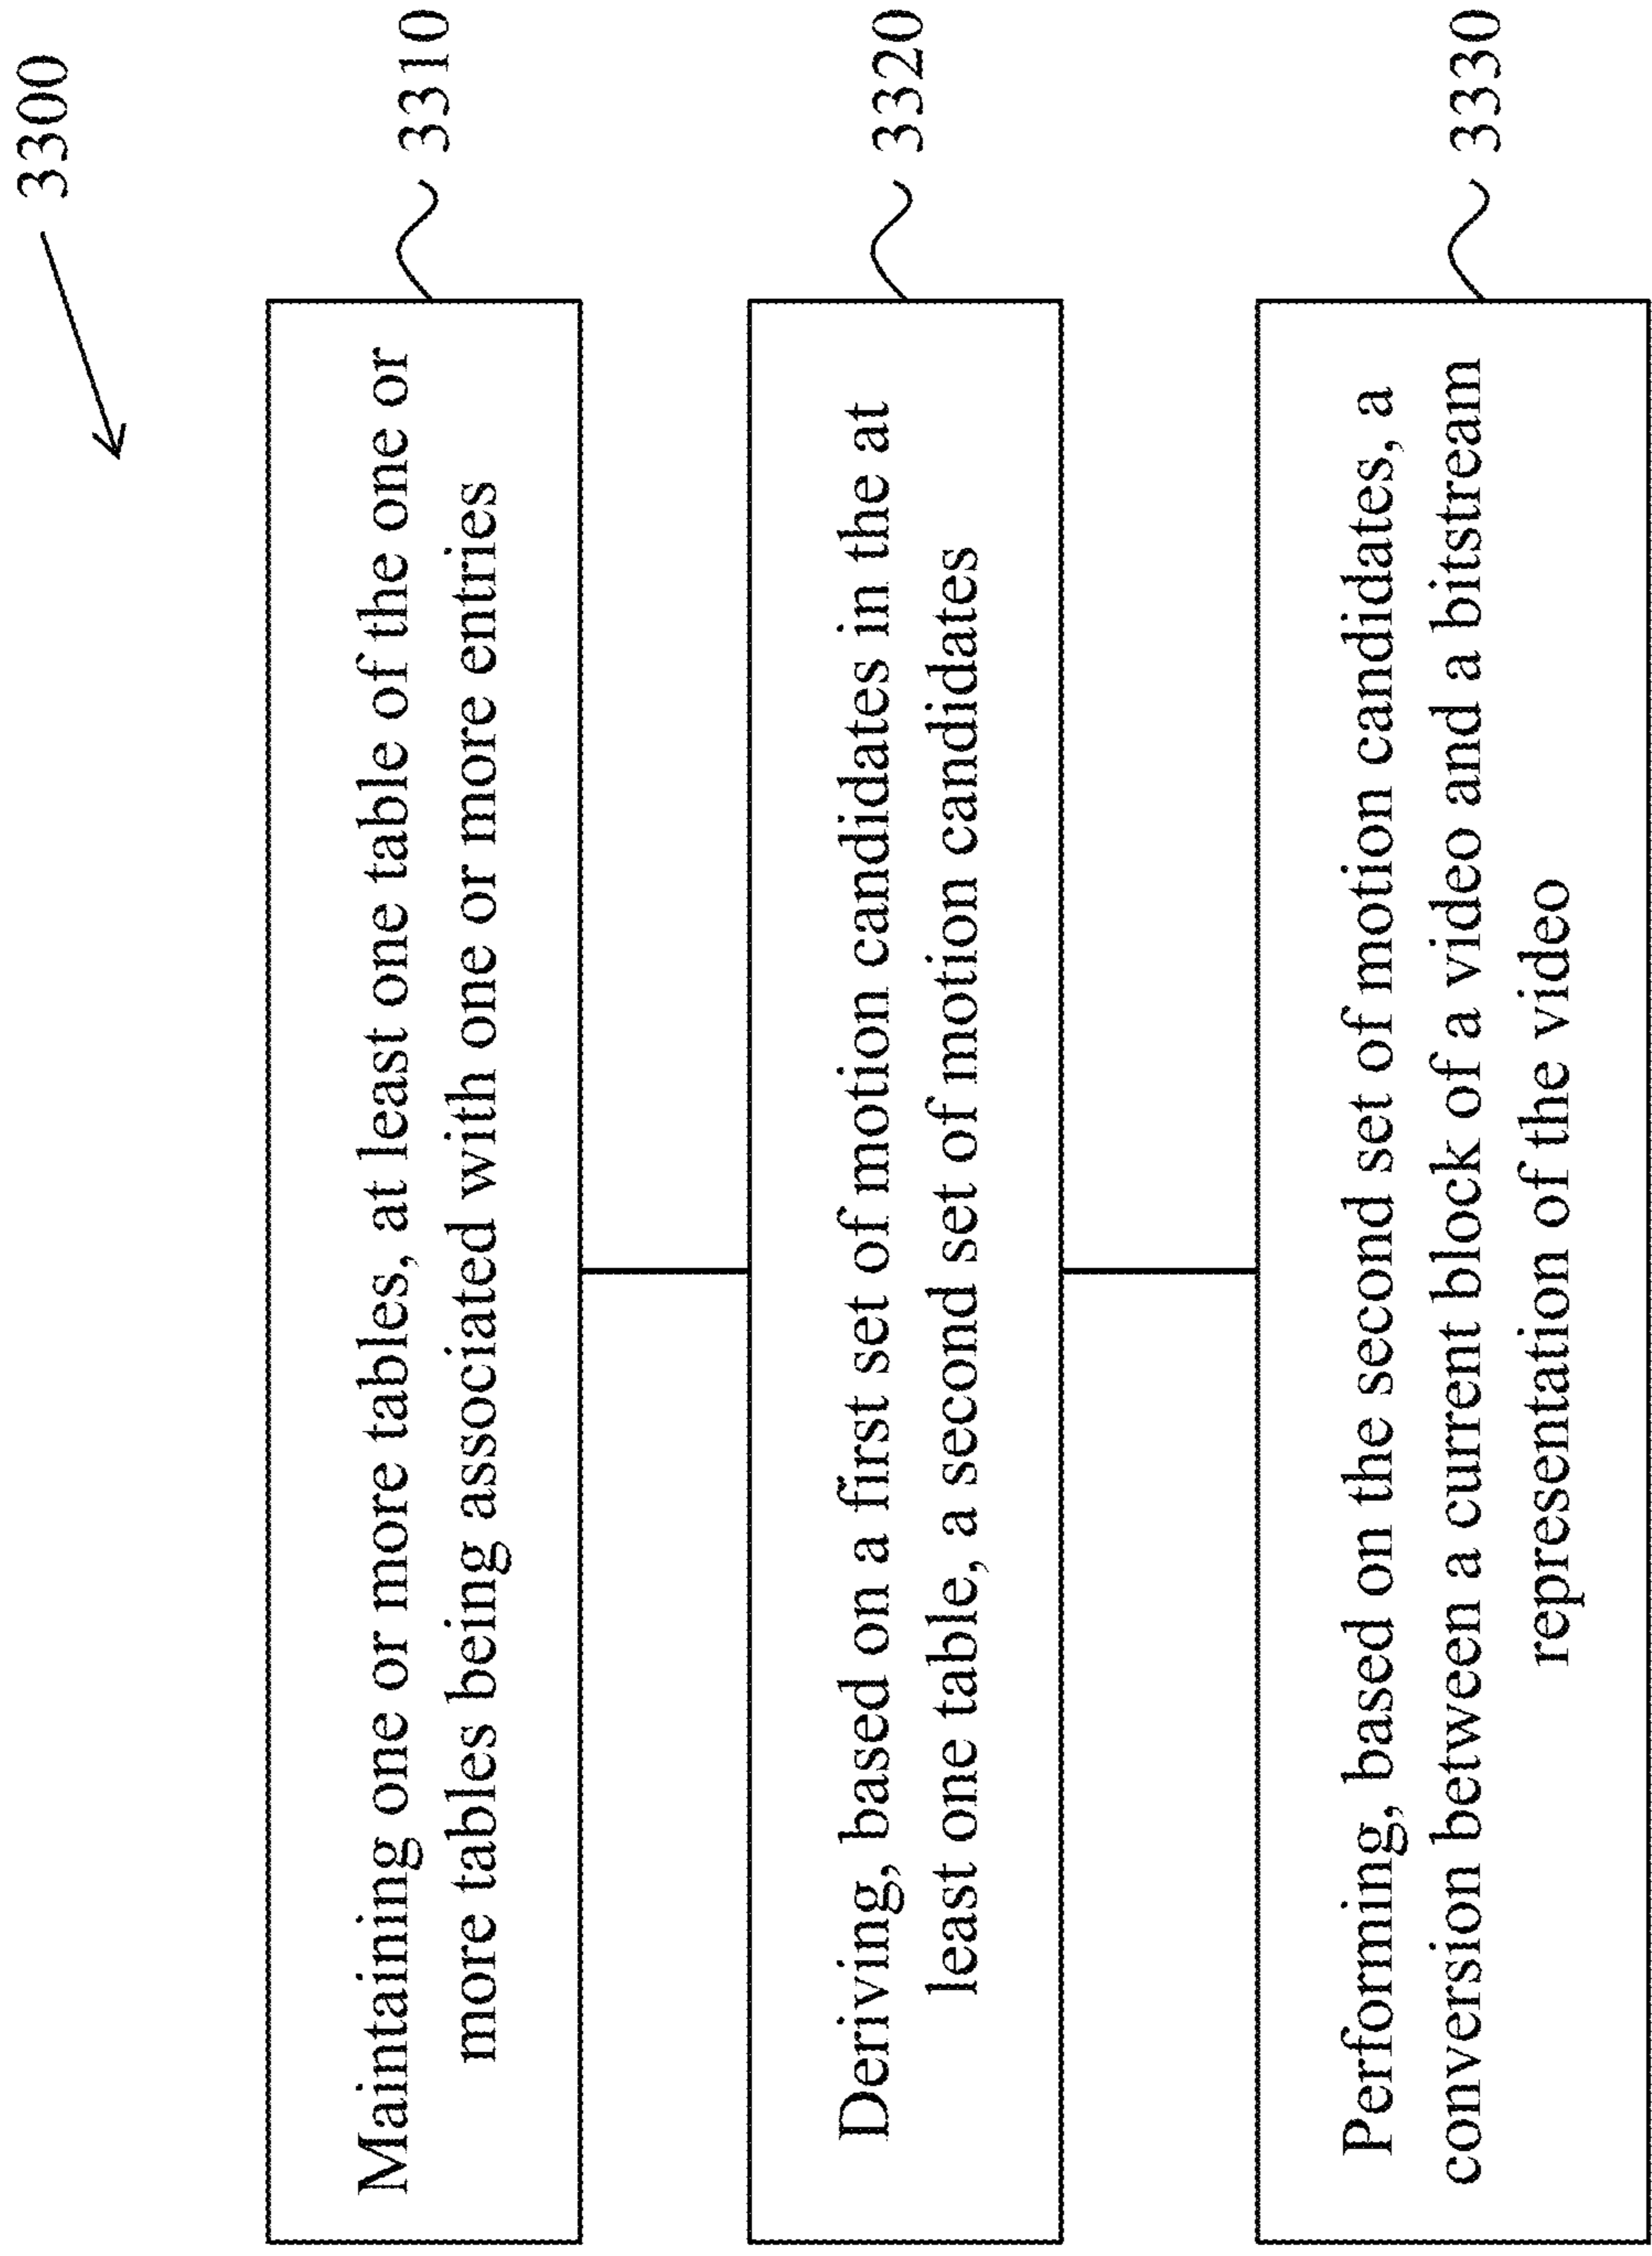 3300
Maintaining one or more tables, at least one table of the one or
more tables being associated with one or more entries
3310
Deriving, based on a first set of motion candidates in the at
least one table, a second set of motion candidates
3320
Performing, based on the second set of motion candidates, a
conversion between a current block of a video and a bitstream
representation of the video
3330